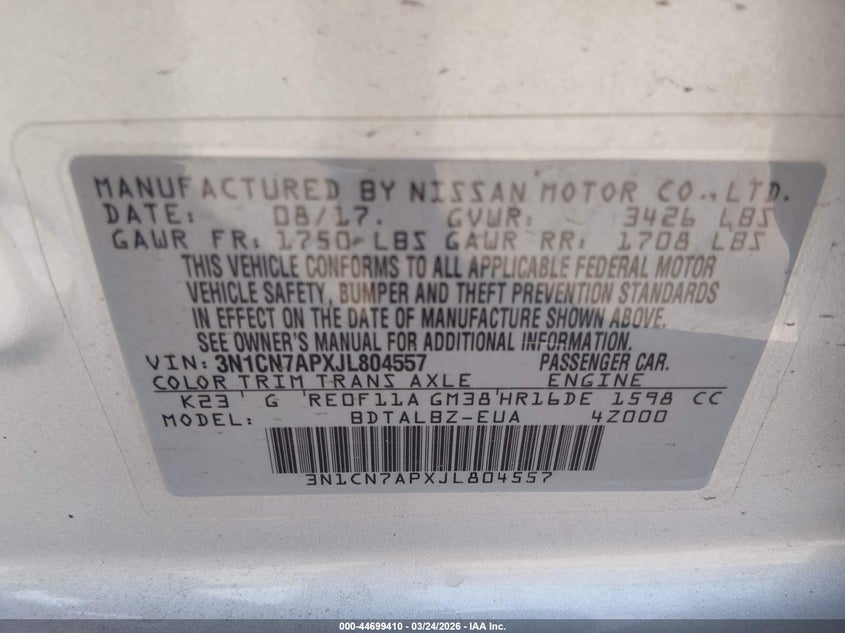 MANUFACTURED BY NISSAN MOTOR CO., LTD.
DATE: 08/17. GVWR: 3426 LBS
GAWR FR: 1750 LBS GAWR RR: 1708 LBS
THIS VEHICLE CONFORMS TO ALL APPLICABLE FEDERAL MOTOR
VEHICLE SAFETY, BUMPER AND THEFT PREVENTION STANDARDS
IN EFFECT ON THE DATE OF MANUFACTURE SHOWN ABOVE.
SEE OWNER'S MANUAL FOR ADDITIONAL INFORMATION.
VIN: 3N1CN7APXJL804557 PASSENGER CAR.
COLOR TRIM TRANS AXLE ENGINE
K23 G RE0F11A GM38 HR16DE 1598 CC
MODEL: BDTALBZ-EUA 4Z000
3N1CN7APXJL804557
000-44699410 | 03/24/2026 | IAA Inc.